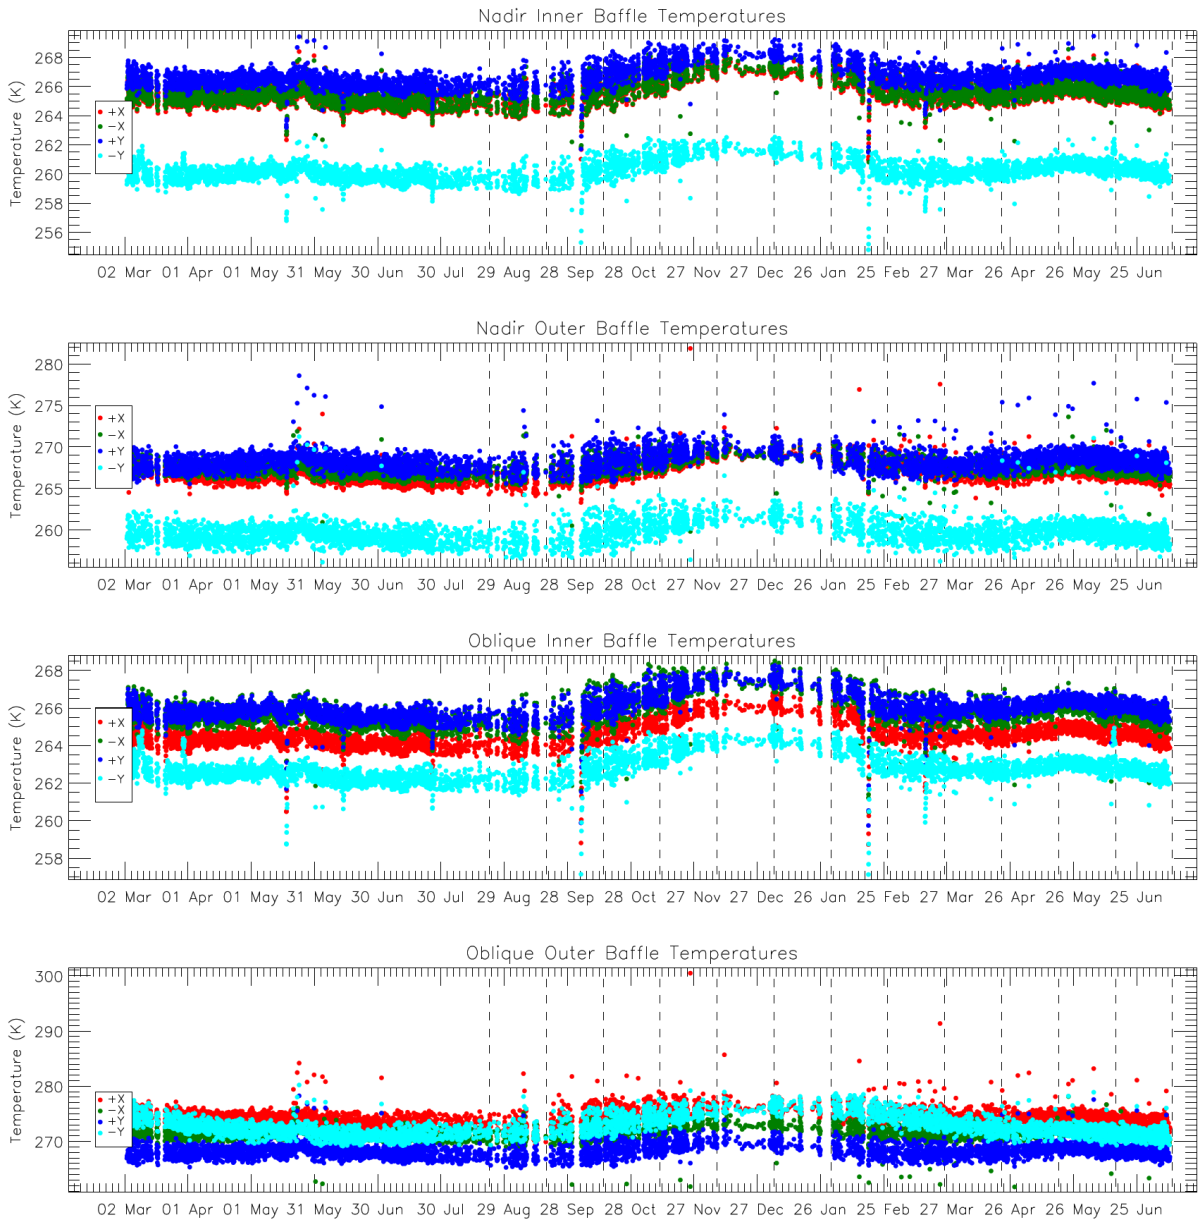 Nadir Inner Baffle Temperatures
Temperature (K)
268
266
264
262
260
258
256
+X
-X
+Y
-Y
02 Mar 01 Apr 01 May 31 May 30 Jun 30 Jul 29 Aug 28 Sep 28 Oct 27 Nov 27 Dec 26 Jan 25 Feb 27 Mar 26 Apr 26 May 25 Jun
Nadir Outer Baffle Temperatures
Temperature (K)
280
275
270
265
260
+X
-X
+Y
-Y
02 Mar 01 Apr 01 May 31 May 30 Jun 30 Jul 29 Aug 28 Sep 28 Oct 27 Nov 27 Dec 26 Jan 25 Feb 27 Mar 26 Apr 26 May 25 Jun
Oblique Inner Baffle Temperatures
Temperature (K)
268
266
264
262
260
258
+X
-X
+Y
-Y
02 Mar 01 Apr 01 May 31 May 30 Jun 30 Jul 29 Aug 28 Sep 28 Oct 27 Nov 27 Dec 26 Jan 25 Feb 27 Mar 26 Apr 26 May 25 Jun
Oblique Outer Baffle Temperatures
Temperature (K)
300
290
280
270
+X
-X
+Y
-Y
02 Mar 01 Apr 01 May 31 May 30 Jun 30 Jul 29 Aug 28 Sep 28 Oct 27 Nov 27 Dec 26 Jan 25 Feb 27 Mar 26 Apr 26 May 25 Jun